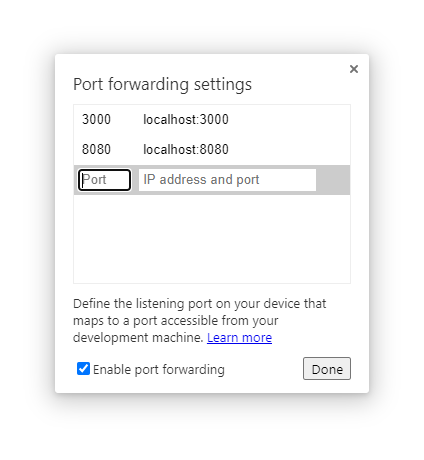 Port forwarding settings
3000 localhost:3000
8080 localhost:8080
Port IP address and port
Define the listening port on your device that
maps to a port accessible from your
development machine. Learn more
Enable port forwarding Done